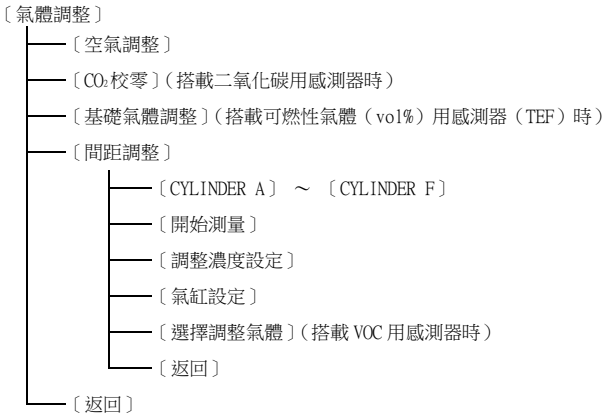 〔氣體調整〕
〔空氣調整〕
〔CO₂校零〕(搭載二氧化碳用感測器時)
〔基礎氣體調整〕(搭載可燃性氣體(vol%)用感測器(TEF)時)
〔間距調整〕
〔CYLINDER A〕 ～ 〔CYLINDER F〕
〔開始測量〕
〔調整濃度設定〕
〔氣缸設定〕
〔選擇調整氣體〕(搭載 VOC 用感測器時)
〔返回〕
〔返回〕